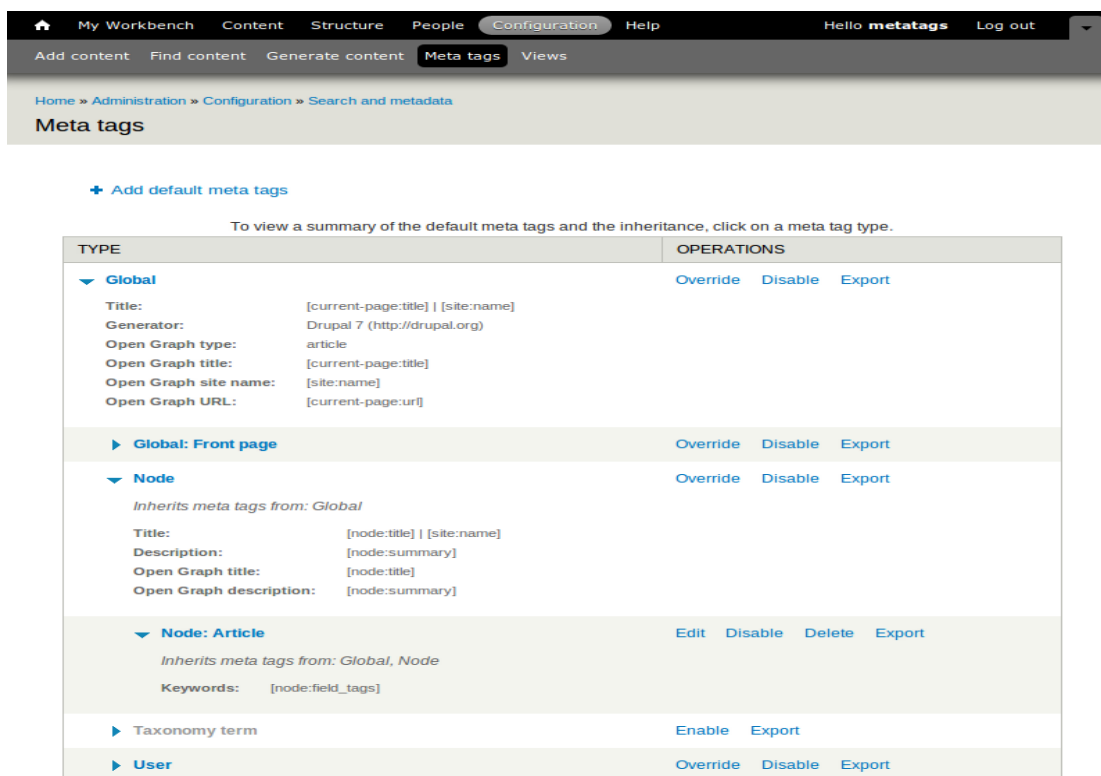 My Workbench Content Structure People Configuration Help Hello metatags Log out
Add content Find content Generate content Meta tags Views
Home » Administration » Configuration » Search and metadata
Meta tags
Add default meta tags
To view a summary of the default meta tags and the inheritance, click on a meta tag type.
TYPE OPERATIONS
Global Override Disable Export
Title: [current-page:title] | [site:name]
Generator: Drupal 7 (http://drupal.org)
Open Graph type: article
Open Graph title: [current-page:title]
Open Graph site name: [site:name]
Open Graph URL: [current-page:url]
Global: Front page Override Disable Export
Node Override Disable Export
Inherits meta tags from: Global
Title: [node:title] | [site:name]
Description: [node:summary]
Open Graph title: [node:title]
Open Graph description: [node:summary]
Node: Article Edit Disable Delete Export
Inherits meta tags from: Global, Node
Keywords: [node:field_tags]
Taxonomy term Enable Export
User Override Disable Export